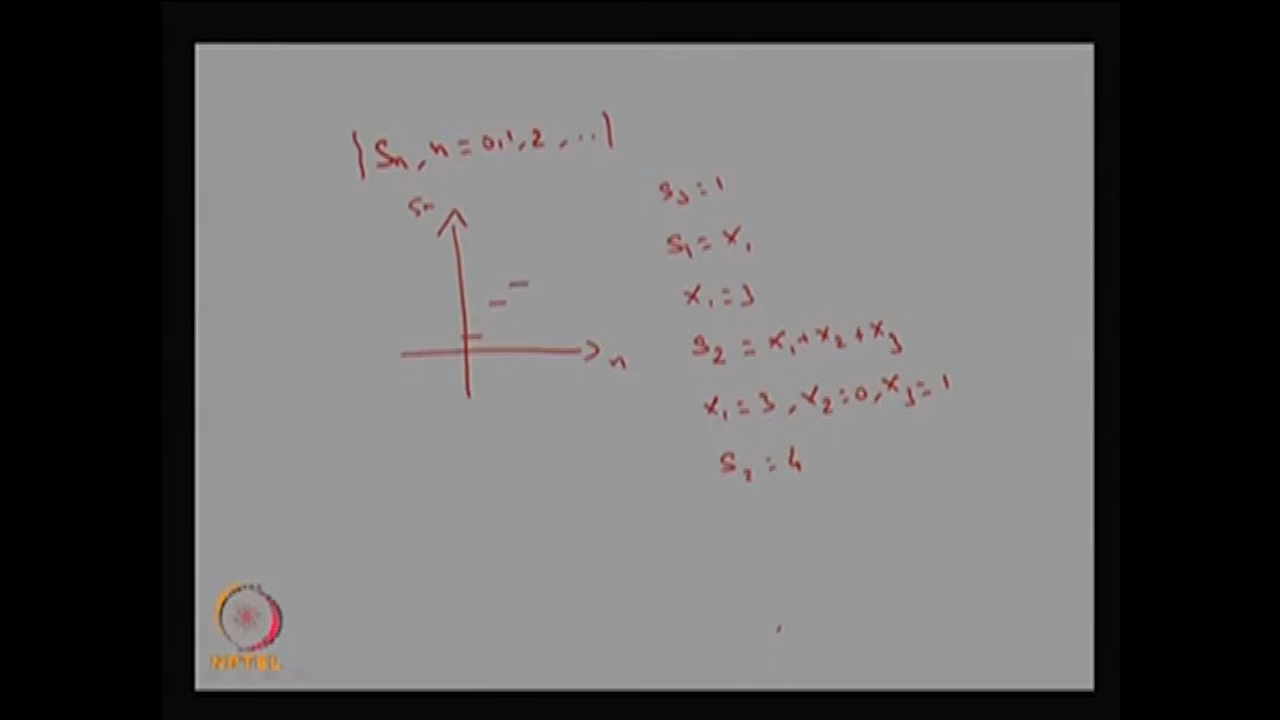 {Sn, n = 0,1,2, ...}
Sn
n
S0 = 1
S1 = X1
X1 = 3
S2 = X1 + X2 + X3
X1 = 3, X2 = 0, X3 = 1
S2 = 4
NPTEL